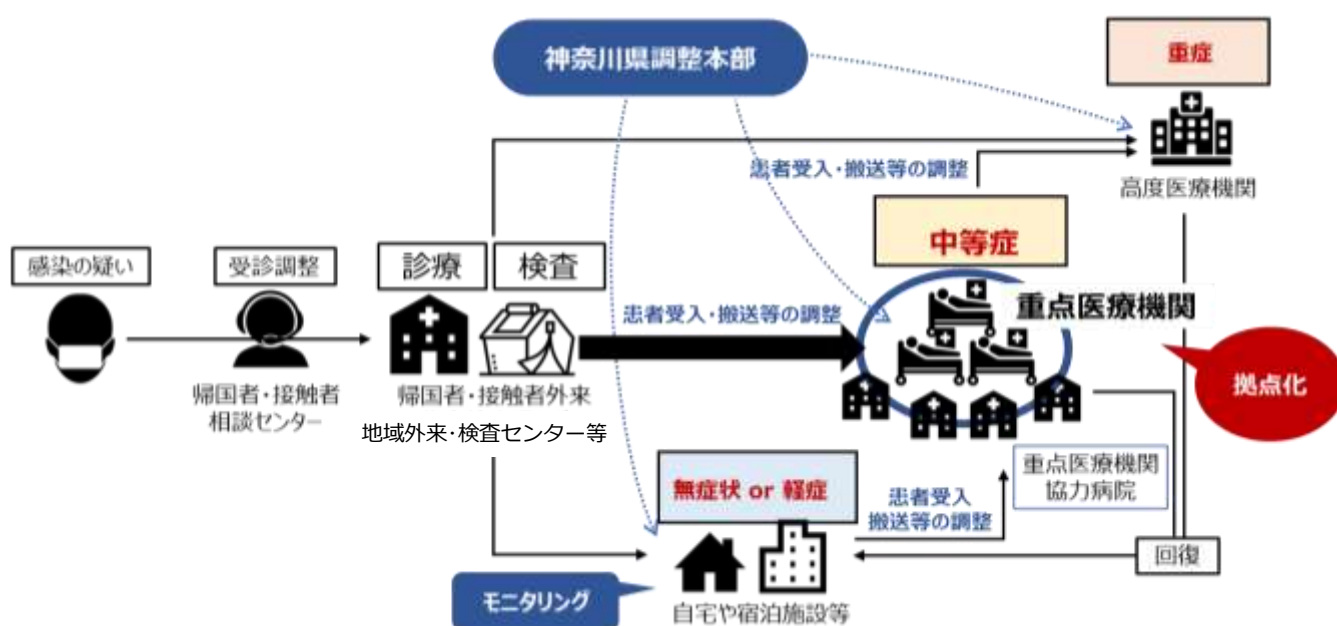 神奈川県調整本部
重症
患者受入・搬送等の調整
高度医療機関
中等症
感染の疑い
受診調整
診療
検査
患者受入・搬送等の調整
重点医療機関
拠点化
帰国者・接触者
相談センター
帰国者・接触者外来
地域外来・検査センター等
無症状 or 軽症
患者受入
搬送等の調整
重点医療機関
協力病院
回復
モニタリング
自宅や宿泊施設等